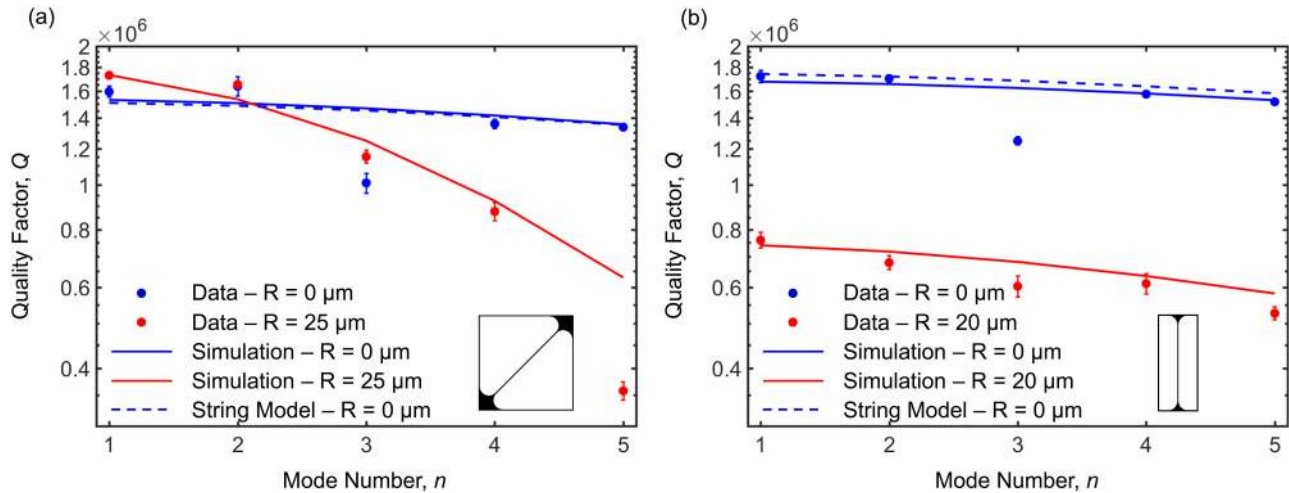 (a)
×10⁶
2
1.8
1.6
1.4
1.2
1
0.8
0.6
0.4
Quality Factor, Q
Data – R = 0 µm
Data – R = 25 µm
Simulation – R = 0 µm
Simulation – R = 25 µm
String Model – R = 0 µm
1 2 3 4 5
Mode Number, n
(b)
×10⁶
2
1.8
1.6
1.4
1.2
1
0.8
0.6
0.4
Quality Factor, Q
Data – R = 0 µm
Data – R = 20 µm
Simulation – R = 0 µm
Simulation – R = 20 µm
String Model – R = 0 µm
1 2 3 4 5
Mode Number, n